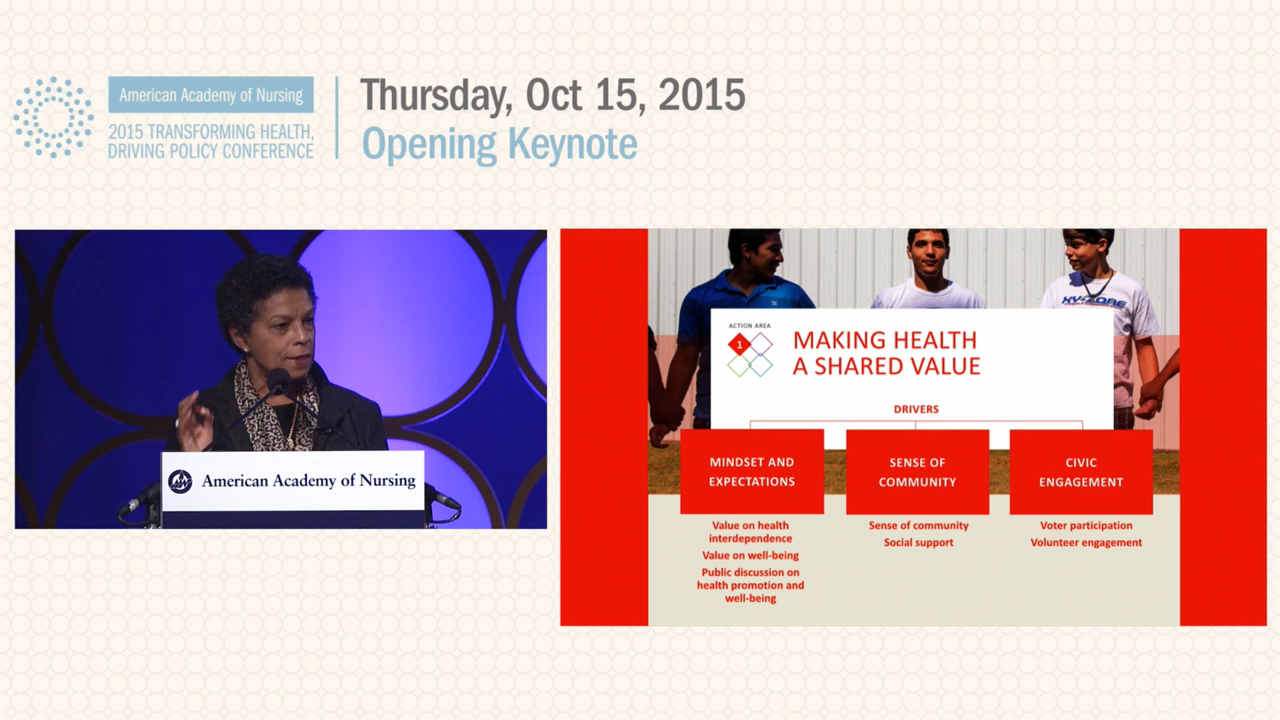 American Academy of Nursing
2015 TRANSFORMING HEALTH,
DRIVING POLICY CONFERENCE
Thursday, Oct 15, 2015
Opening Keynote
American Academy of Nursing
ACTION AREA
1
MAKING HEALTH
A SHARED VALUE
DRIVERS
MINDSET AND
EXPECTATIONS
Value on health
interdependence
Value on well-being
Public discussion on
health promotion and
well-being
SENSE OF
COMMUNITY
Sense of community
Social support
CIVIC
ENGAGEMENT
Voter participation
Volunteer engagement